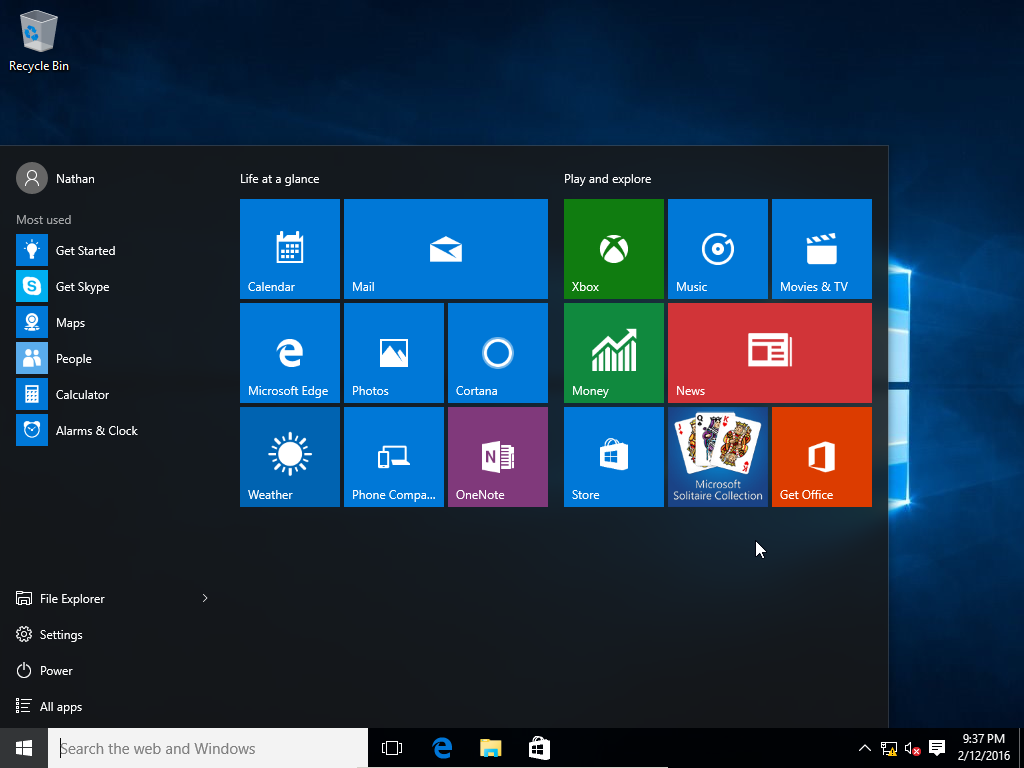 Recycle Bin
Nathan
Most used
Get Started
Get Skype
Maps
People
Calculator
Alarms & Clock
File Explorer
Settings
Power
All apps
Life at a glance
Calendar
Mail
Microsoft Edge
Photos
Cortana
Weather
Phone Compa...
OneNote
Play and explore
Xbox
Music
Movies & TV
Money
News
Store
Microsoft
Solitaire Collection
Get Office
Search the web and Windows
9:37 PM
2/12/2016